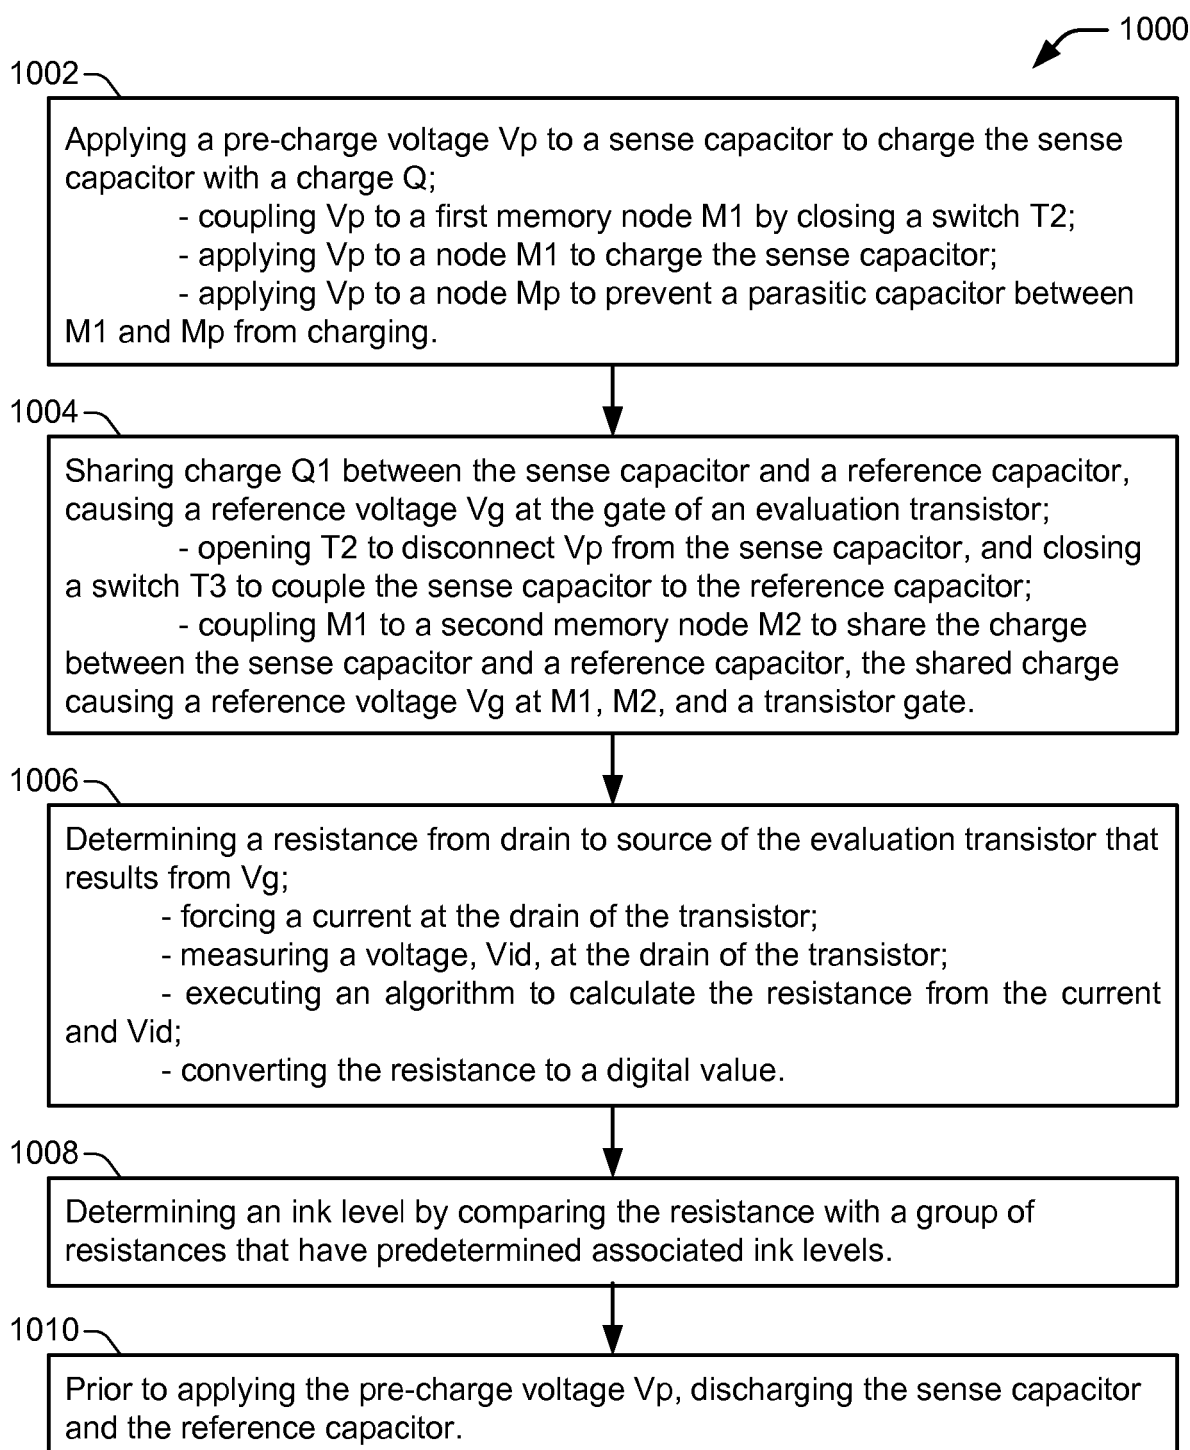 1000
1002
Applying a pre-charge voltage Vp to a sense capacitor to charge the sense
capacitor with a charge Q;
- coupling Vp to a first memory node M1 by closing a switch T2;
- applying Vp to a node M1 to charge the sense capacitor;
- applying Vp to a node Mp to prevent a parasitic capacitor between
M1 and Mp from charging.
1004
Sharing charge Q1 between the sense capacitor and a reference capacitor,
causing a reference voltage Vg at the gate of an evaluation transistor;
- opening T2 to disconnect Vp from the sense capacitor, and closing
a switch T3 to couple the sense capacitor to the reference capacitor;
- coupling M1 to a second memory node M2 to share the charge
between the sense capacitor and a reference capacitor, the shared charge
causing a reference voltage Vg at M1, M2, and a transistor gate.
1006
Determining a resistance from drain to source of the evaluation transistor that
results from Vg;
- forcing a current at the drain of the transistor;
- measuring a voltage, Vid, at the drain of the transistor;
- executing an algorithm to calculate the resistance from the current
and Vid;
- converting the resistance to a digital value.
1008
Determining an ink level by comparing the resistance with a group of
resistances that have predetermined associated ink levels.
1010
Prior to applying the pre-charge voltage Vp, discharging the sense capacitor
and the reference capacitor.